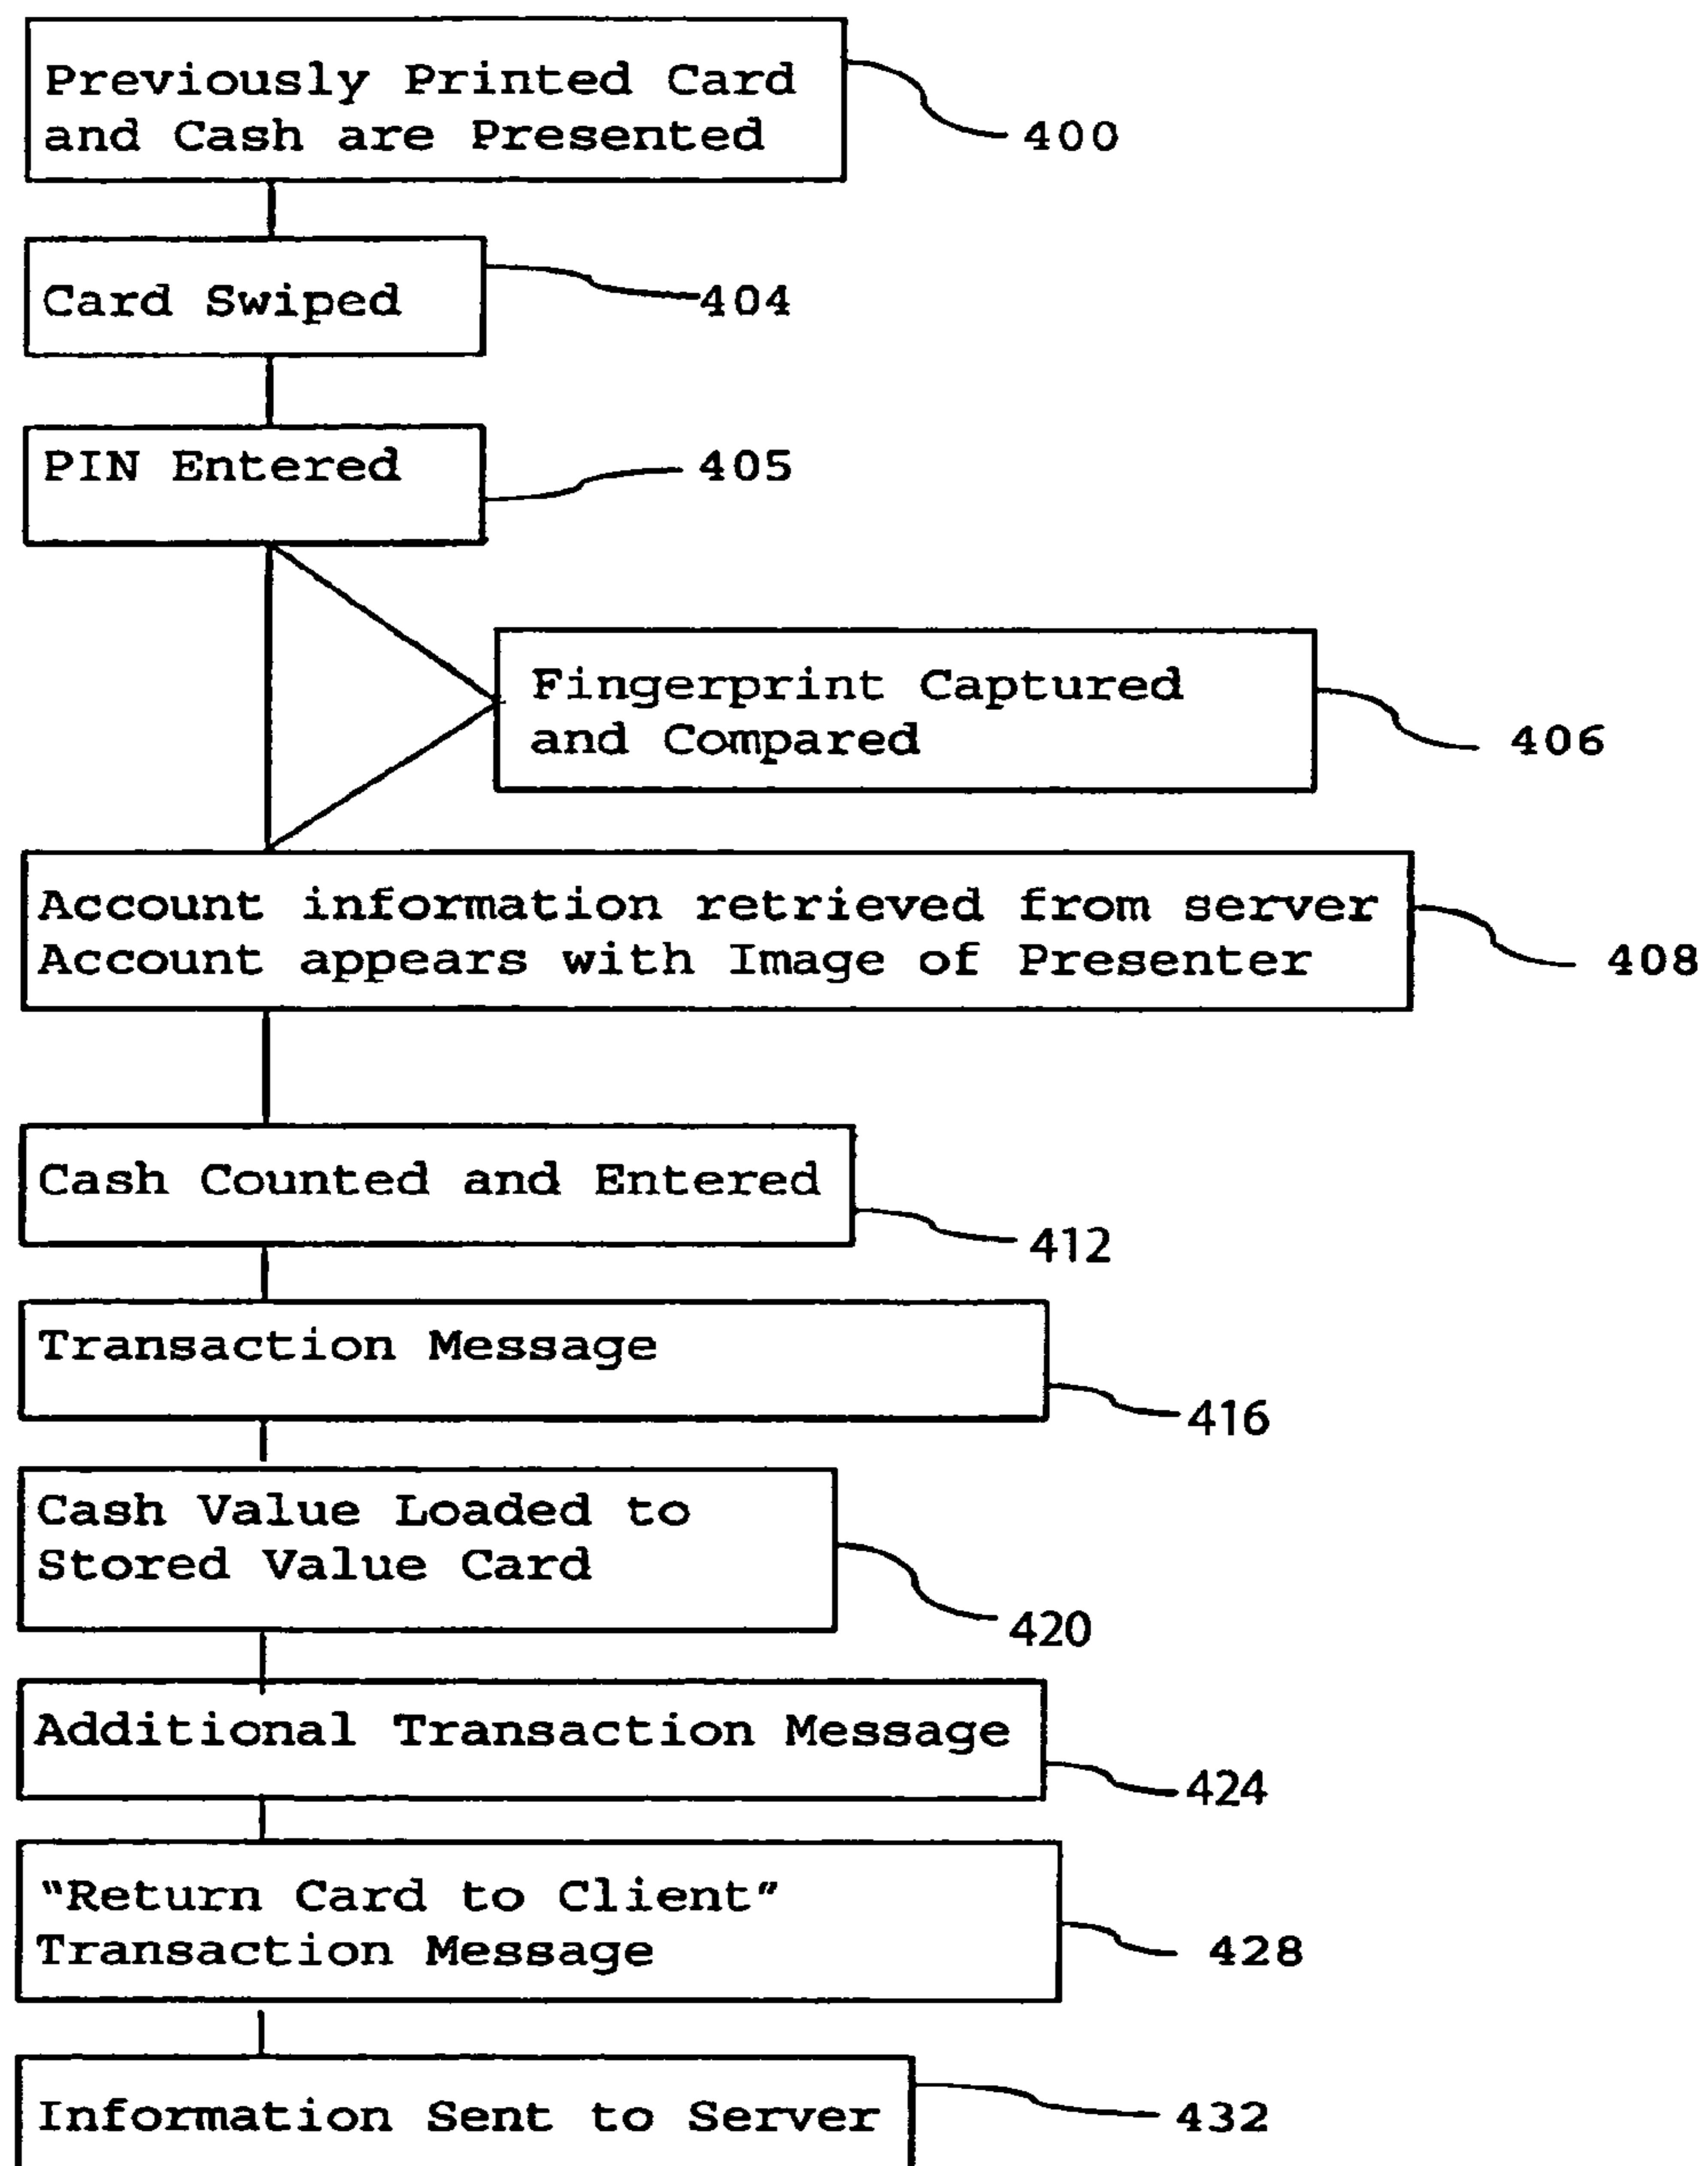 Previously Printed Card
and Cash are Presented
400
Card Swiped
404
PIN Entered
405
Fingerprint Captured
and Compared
406
Account information retrieved from server
Account appears with Image of Presenter
408
Cash Counted and Entered
412
Transaction Message
416
Cash Value Loaded to
Stored Value Card
420
Additional Transaction Message
424
“Return Card to Client”
Transaction Message
428
Information Sent to Server
432